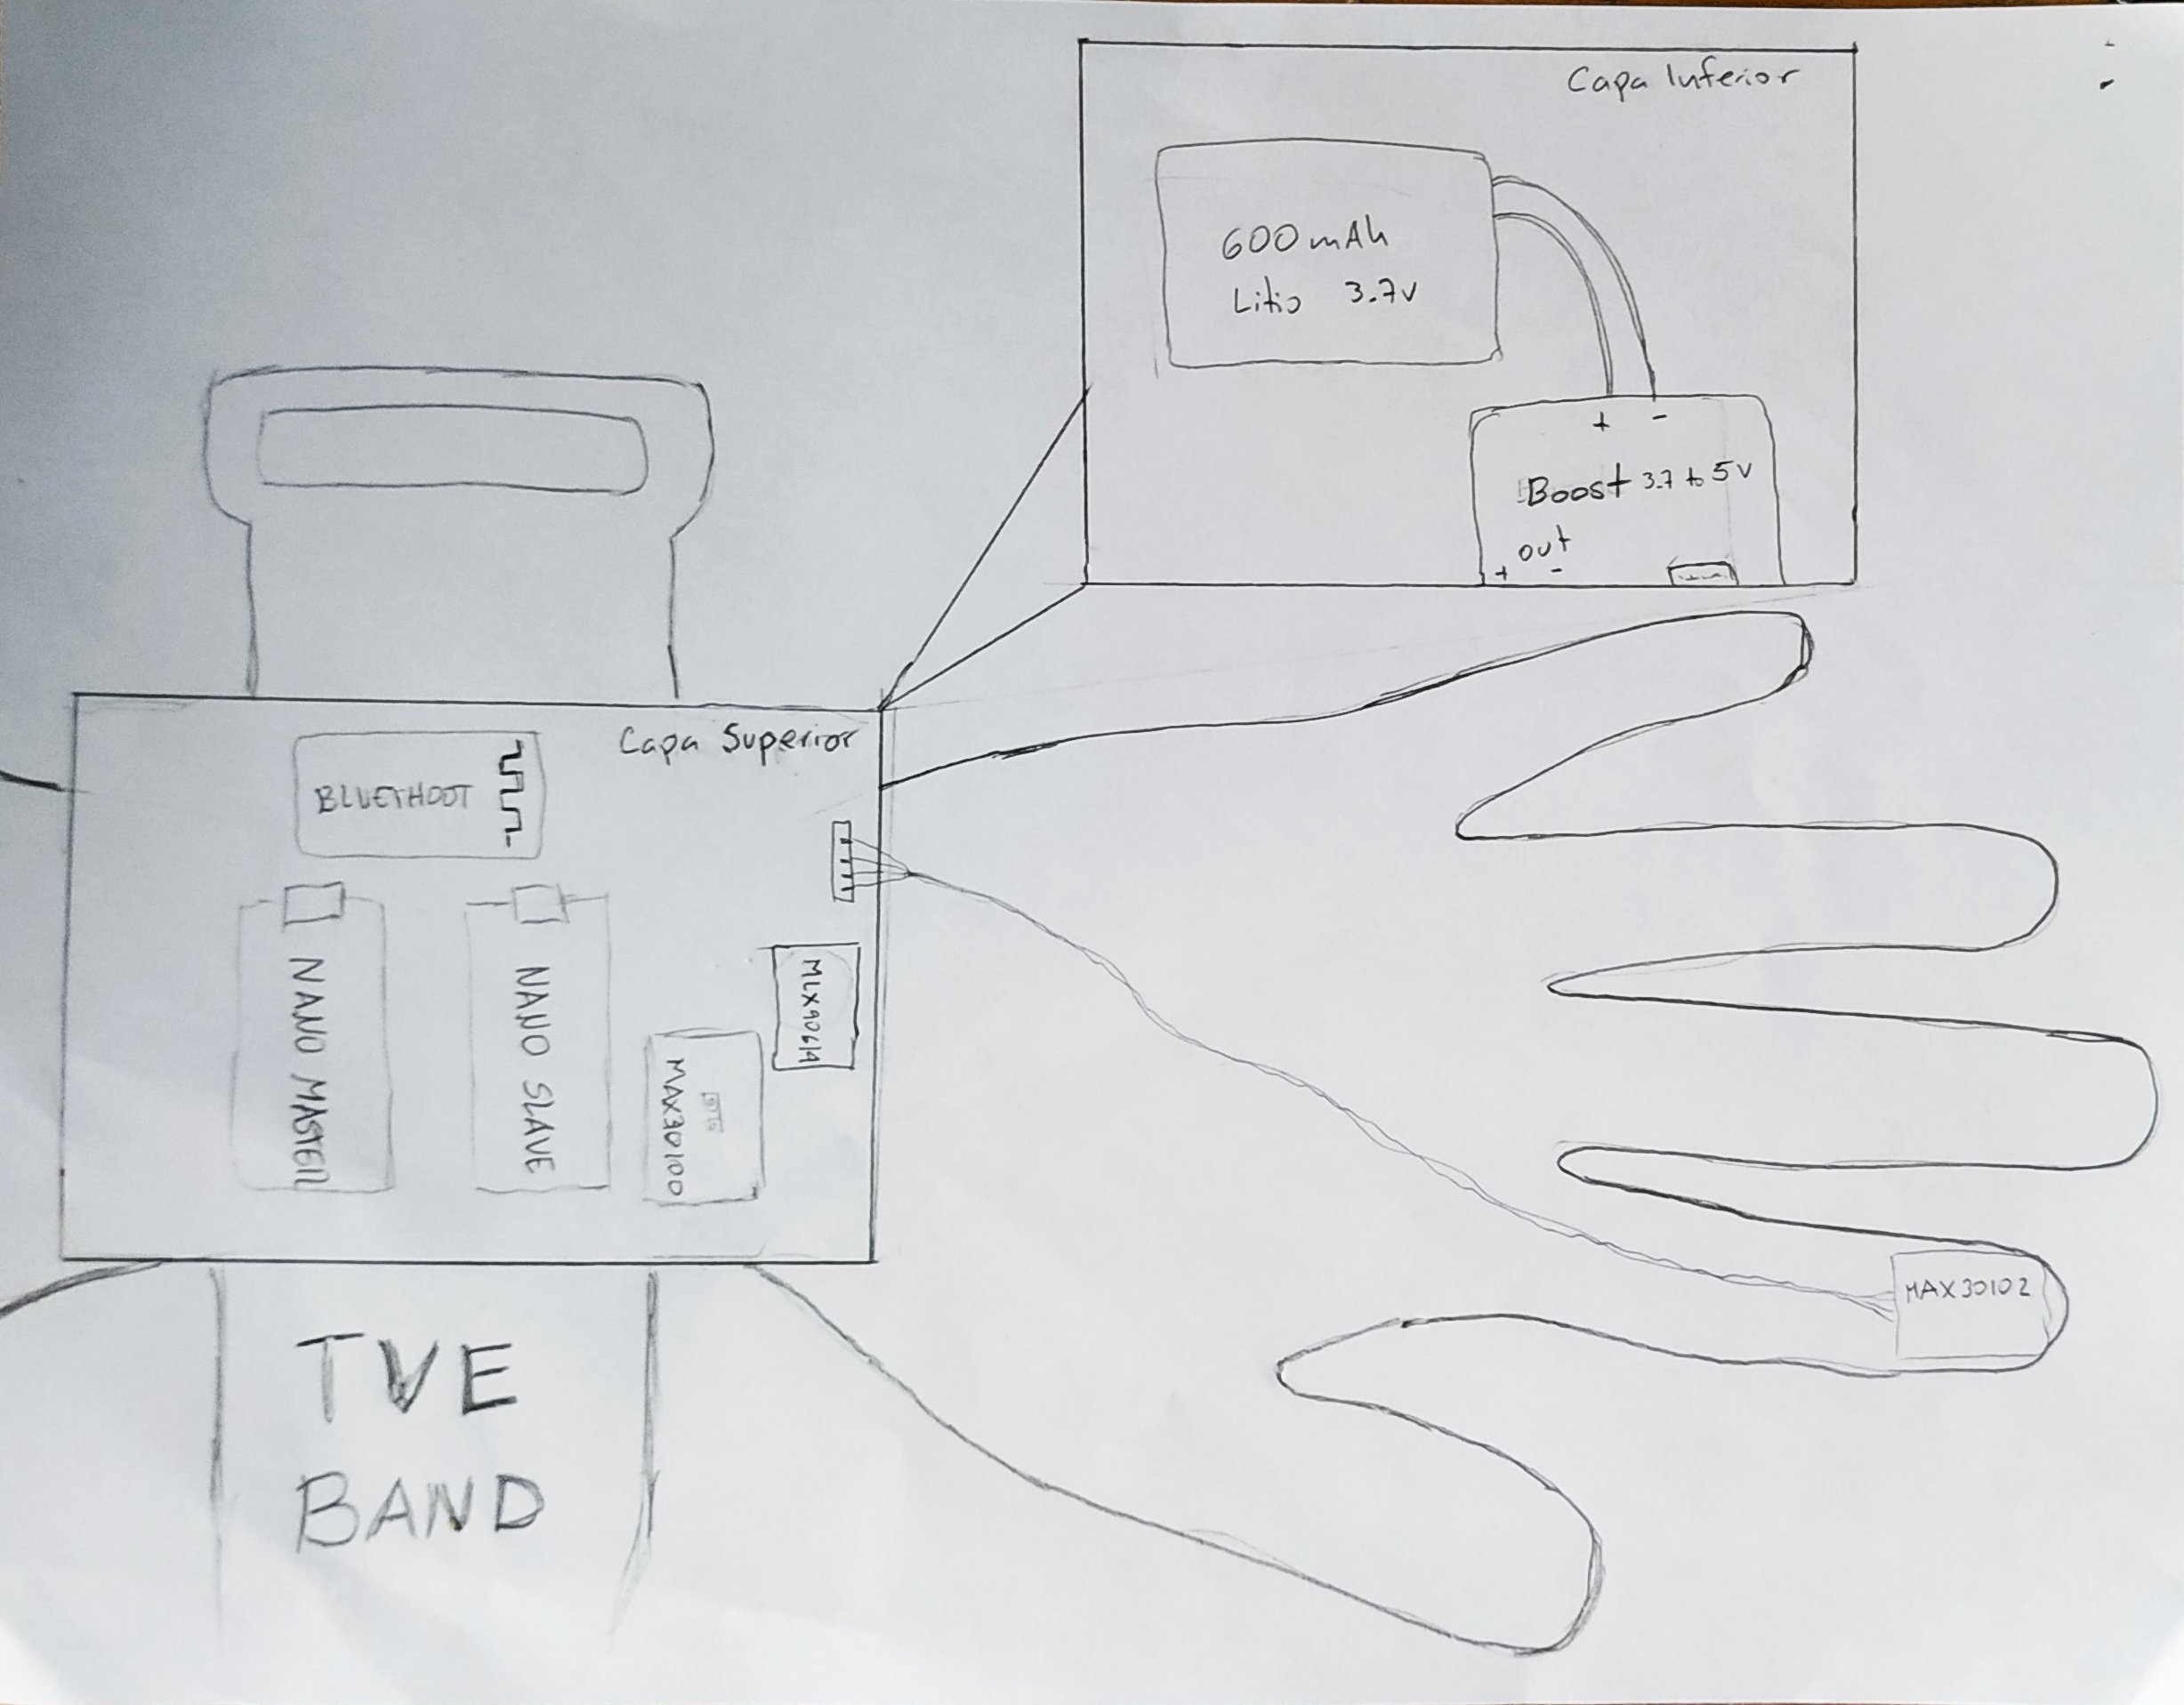 Capa Inferior
600 mAh
Litio 3.7v
+ -
Boost 3.7 to 5v
out
+ -
Capa Superior
BLUETHOOT
NANO MASTER
NANO SLAVE
MAX30100
MLX90614
MAX30102
TVE
BAND